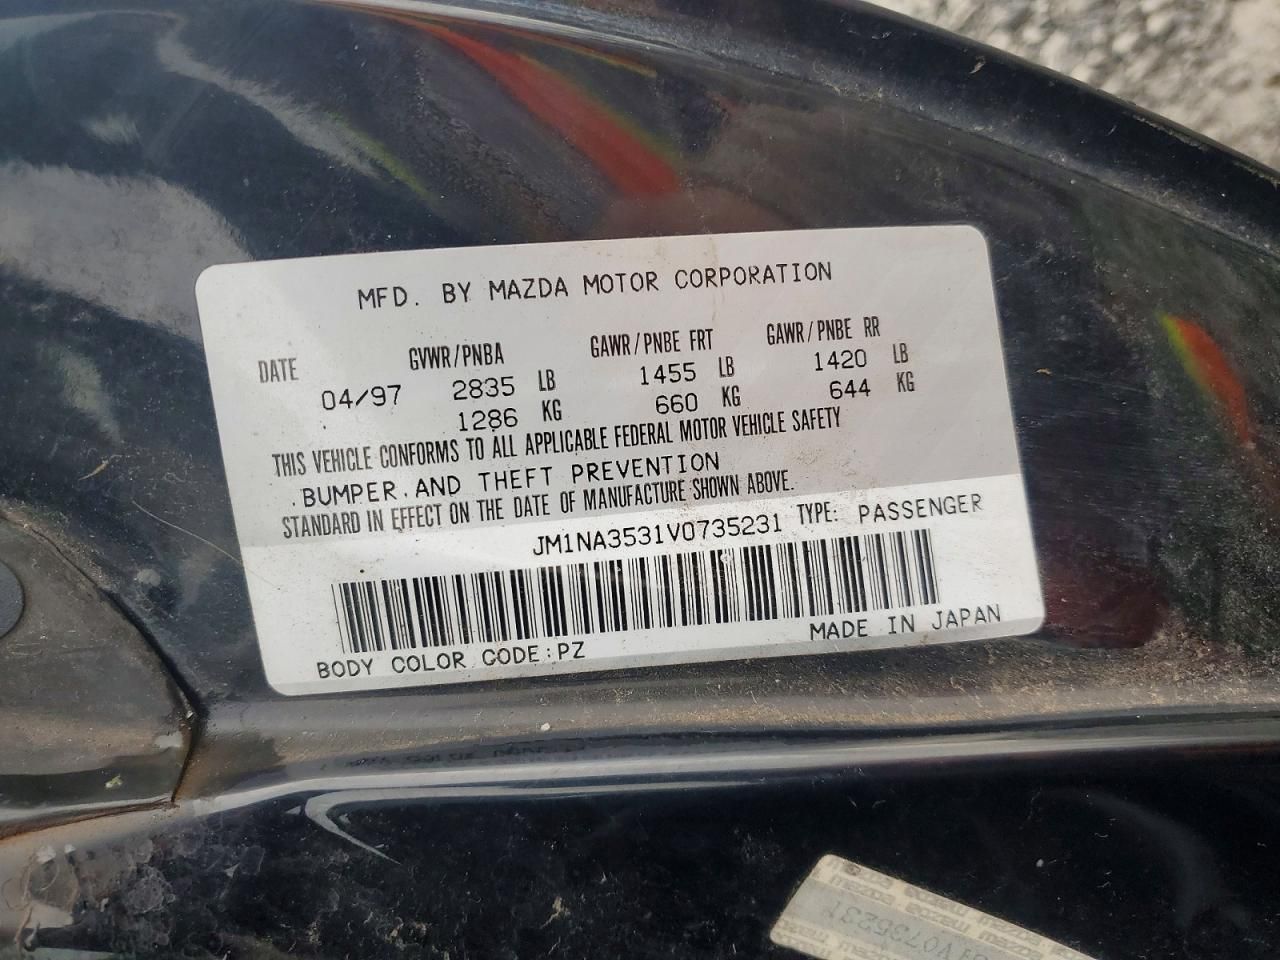 MFD. BY MAZDA MOTOR CORPORATION
DATE GVWR/PNBA GAWR/PNBE FRT GAWR/PNBE RR
04/97 2835 LB 1455 LB 1420 LB
1286 KG 660 KG 644 KG
THIS VEHICLE CONFORMS TO ALL APPLICABLE FEDERAL MOTOR VEHICLE SAFETY
.BUMPER.AND THEFT PREVENTION
STANDARD IN EFFECT ON THE DATE OF MANUFACTURE SHOWN ABOVE.
JM1NA3531V0735231 TYPE: PASSENGER
BODY COLOR CODE:PZ MADE IN JAPAN
1V0735231